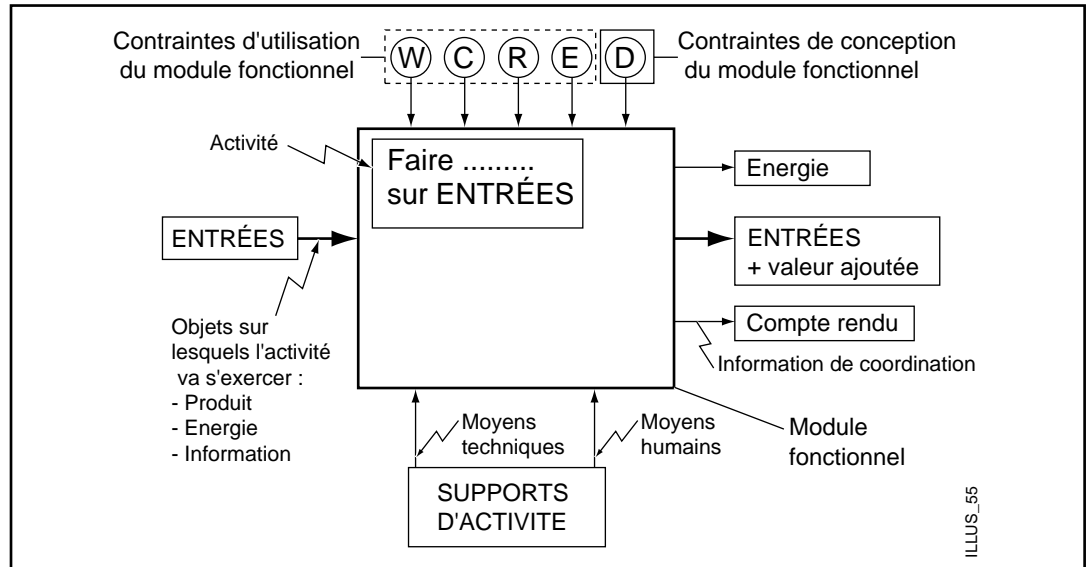 Contraintes d'utilisation
du module fonctionnel
W C R E D
Contraintes de conception
du module fonctionnel
Activité
Faire .........
sur ENTRÉES
Energie
ENTRÉES
ENTRÉES
+ valeur ajoutée
Objets sur
lesquels l'activité
va s'exercer :
- Produit
- Energie
- Information
Compte rendu
Information de coordination
Moyens
techniques
Moyens
humains
Module
fonctionnel
SUPPORTS
D'ACTIVITE
ILLUS_55